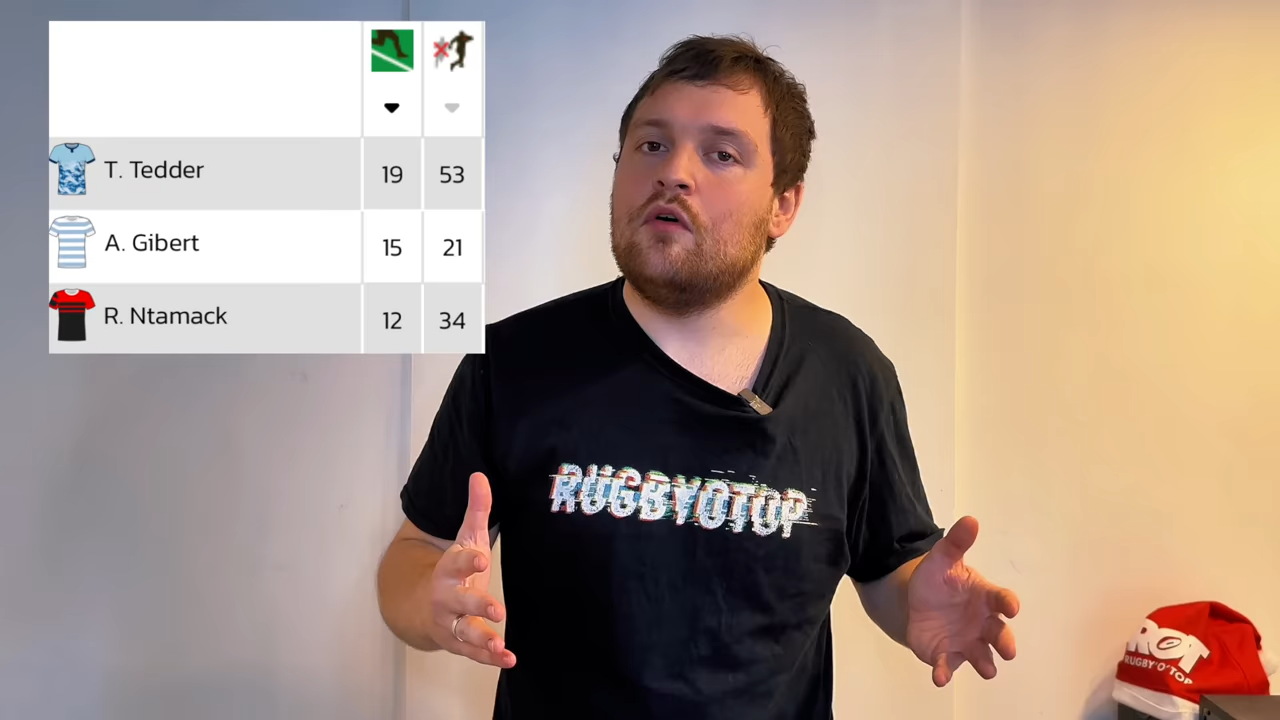 T. Tedder 19 53
A. Gibert 15 21
R. Ntamack 12 34
RUGBYOTOP
ROT
RUGBY'O'TOP